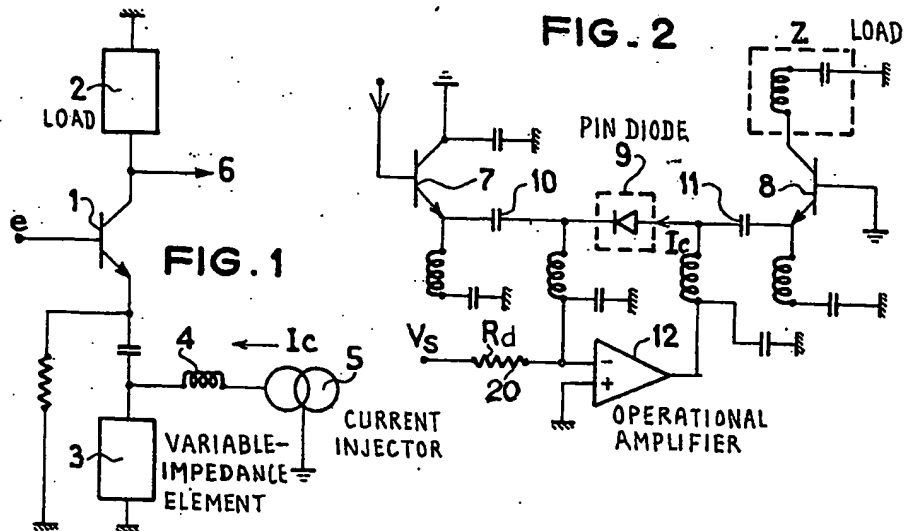 FIG.1
2
LOAD
6
1
e
4
Ic
5
CURRENT
INJECTOR
3
VARIABLE-
IMPEDANCE
ELEMENT
FIG.2
Z
LOAD
PIN DIODE
9
7
10
11
8
Ic
Vs
Rd
20
12
OPERATIONAL
AMPLIFIER